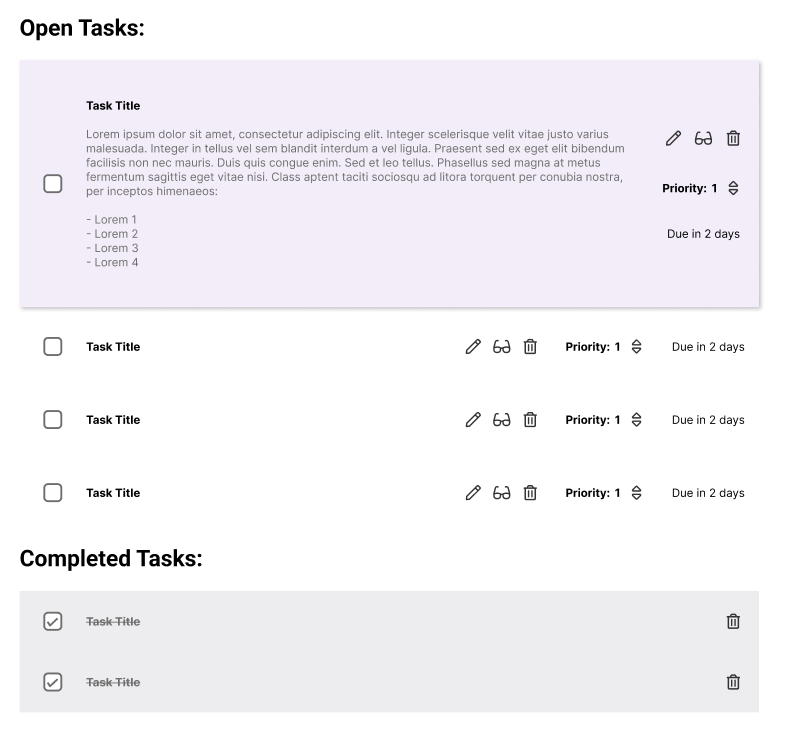 Open Tasks:
Task Title
Lorem ipsum dolor sit amet, consectetur adipiscing elit. Integer scelerisque velit vitae justo varius
malesuada. Integer in tellus vel sem blandit interdum a vel ligula. Praesent sed ex eget elit bibendum
facilisis non nec mauris. Duis quis congue enim. Sed et leo tellus. Phasellus sed magna at metus
fermentum sagittis eget vitae nisi. Class aptent taciti sociosqu ad litora torquent per conubia nostra,
per inceptos himenaeos:
- Lorem 1
- Lorem 2
- Lorem 3
- Lorem 4
Priority: 1
Due in 2 days
Task Title Priority: 1 Due in 2 days
Task Title Priority: 1 Due in 2 days
Task Title Priority: 1 Due in 2 days
Completed Tasks:
Task Title
Task Title